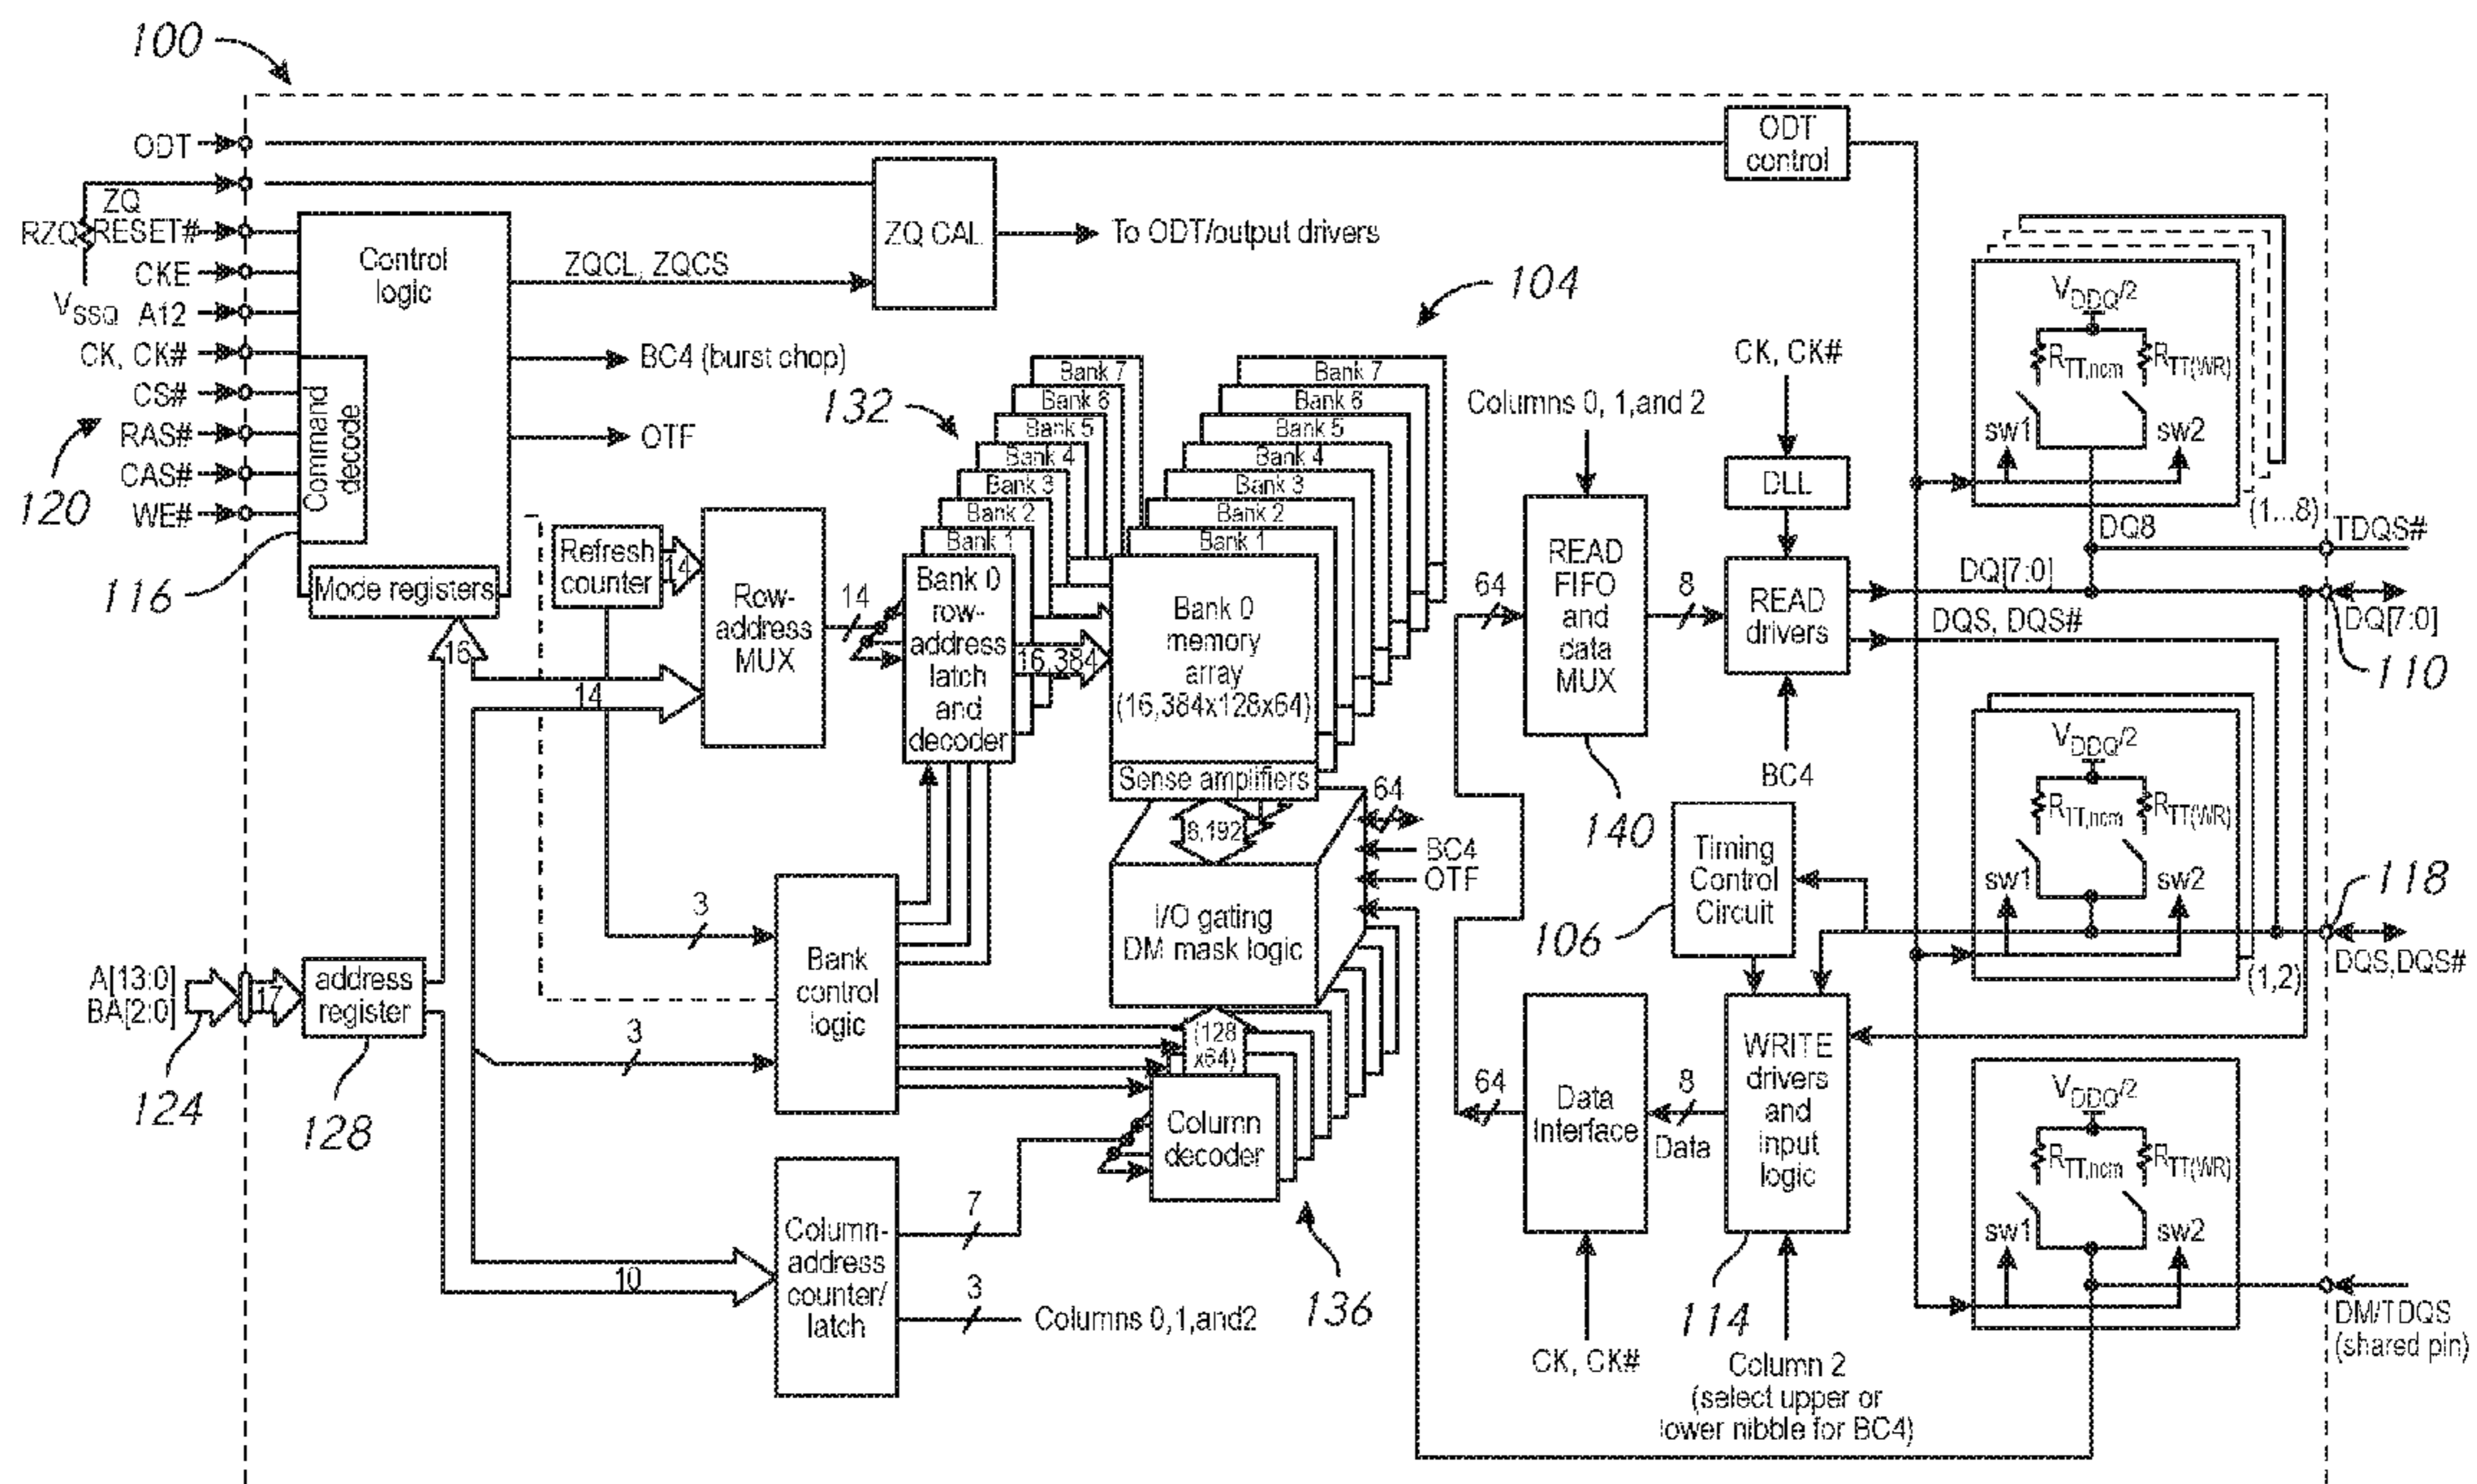 100
ODT
ODT
control
ZQ
RZQ
RESET#
CKE
VSSQ
A12
CK, CK#
CS#
RAS#
CAS#
WE#
120
116
Control
logic
Command
decode
Mode registers
ZQCL, ZQCS
ZQ CAL
To ODT/output drivers
BC4 (burst chop)
OTF
132
104
Refresh
counter
14
Row-
address
MUX
14
16
14
Bank 7
Bank 6
Bank 5
Bank 4
Bank 3
Bank 2
Bank 1
Bank 0
row-
address
latch
and
decoder
16,384
Bank 7
Bank 6
Bank 5
Bank 4
Bank 3
Bank 2
Bank 1
Bank 0
memory
array
(16,384x128x64)
Sense amplifiers
8,192
64
BC4
OTF
I/O gating
DM mask logic
(128
x64)
Column
decoder
136
A[13:0]
BA[2:0]
17
124
address
register
128
3
3
Bank
control
logic
10
Column-
address
counter/
latch
7
3
Columns 0,1,and2
Columns 0, 1,and 2
64
READ
FIFO
and
data
MUX
140
8
CK, CK#
DLL
READ
drivers
BC4
DQ[7:0]
DQS, DQS#
Timing
Control
Circuit
106
64
Data
Interface
8
Data
CK, CK#
WRITE
drivers
and
input
logic
114
Column 2
(select upper or
lower nibble for BC4)
VDDQ/2
RTT,nom
RTT(WR)
sw1
sw2
(1...8)
DQ8
TDQS#
DQ[7:0]
110
VDDQ/2
RTT,nom
RTT(WR)
sw1
sw2
(1,2)
118
DQS,DQS#
VDDQ/2
RTT,nom
RTT(WR)
sw1
sw2
DM/TDQS
(shared pin)